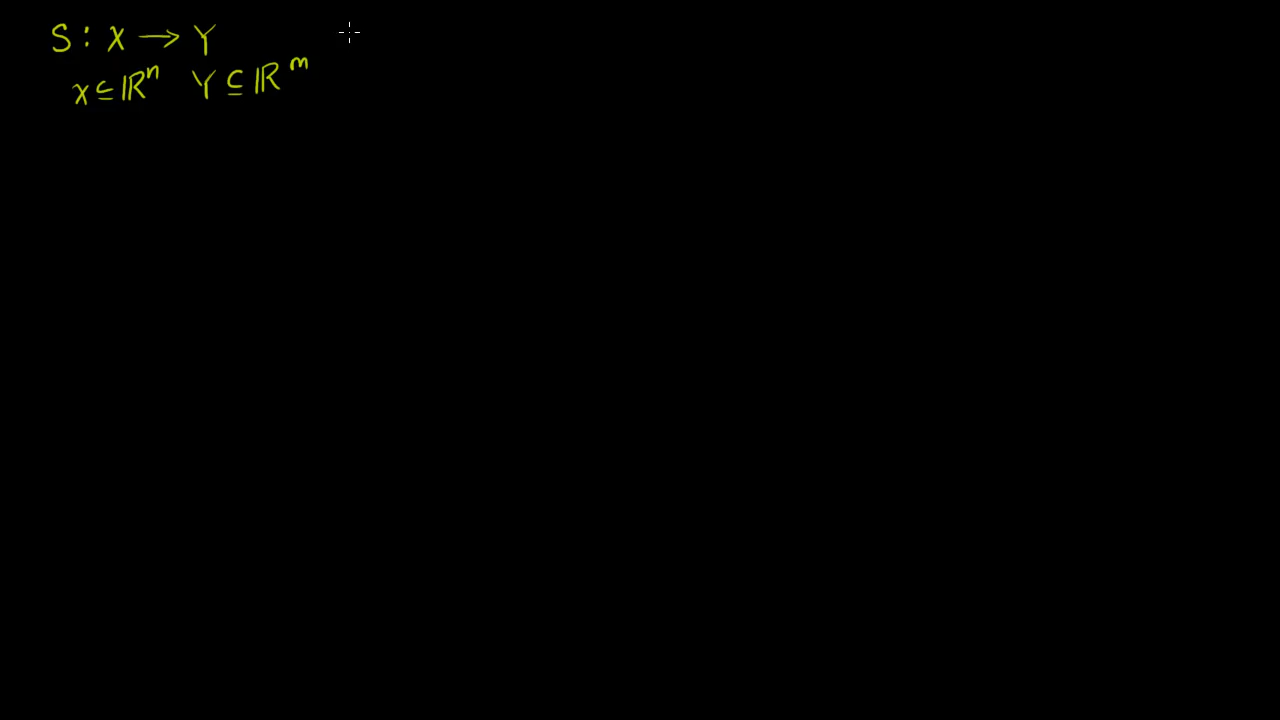 S : X → Y
X ⊆ ℝⁿ Y ⊆ ℝᵐ